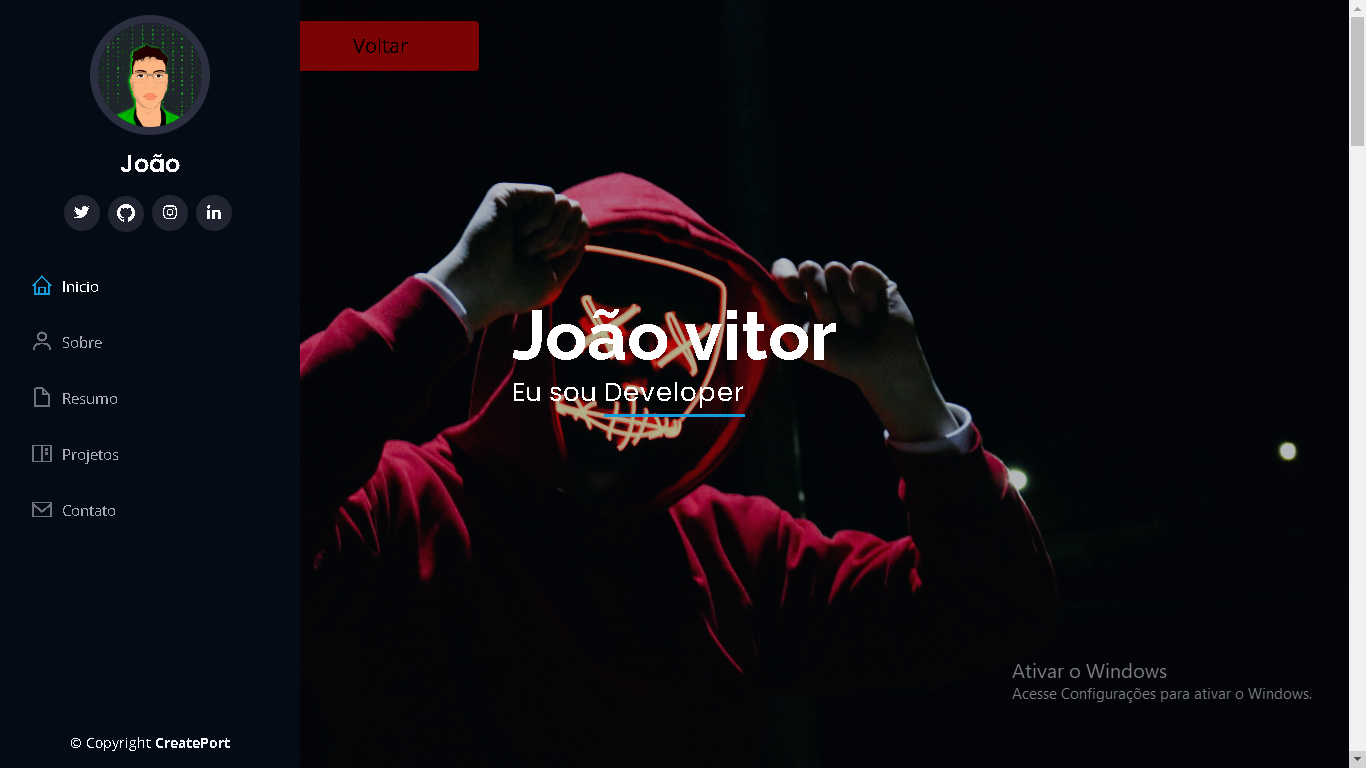 João
Inicio
Sobre
Resumo
Projetos
Contato
© Copyright CreatePort
Voltar
João vitor
Eu sou Developer
Ativar o Windows
Acesse Configurações para ativar o Windows.